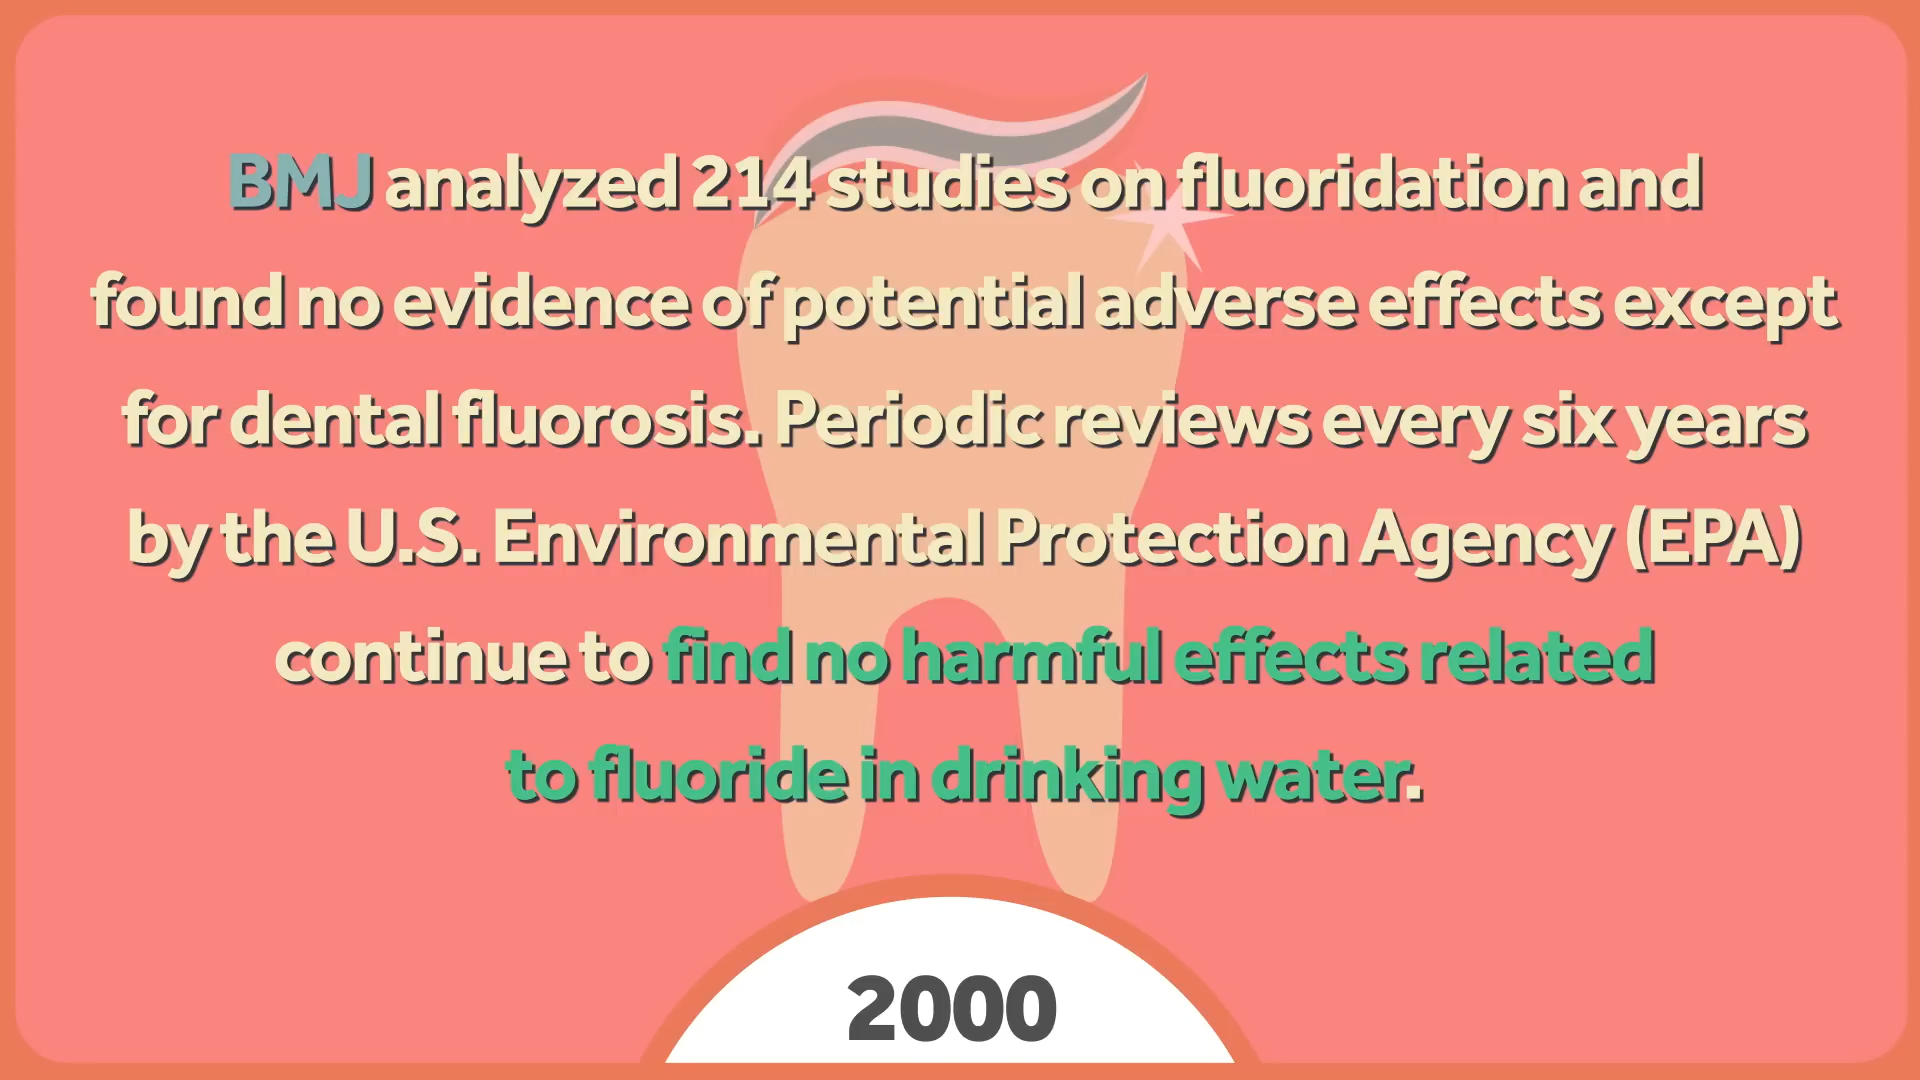 BMJ analyzed 214 studies on fluoridation and
found no evidence of potential adverse effects except
for dental fluorosis. Periodic reviews every six years
by the U.S. Environmental Protection Agency (EPA)
continue to find no harmful effects related
to fluoride in drinking water.
2000